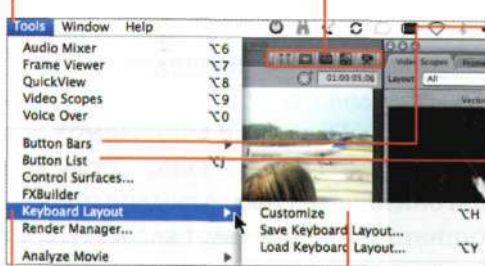 Tools Window Help
Audio Mixer ⌥6
Frame Viewer ⌥7
QuickView ⌥8
Video Scopes ⌥9
Voice Over ⌥0
Button Bars
Button List ⌥J
Control Surfaces...
FXBuilder
Keyboard Layout
Render Manager...
Analyze Movie
01:00:05:06
Video Scopes Frame
Layout: All
Vector
Customize ⌥H
Save Keyboard Layout...
Load Keyboard Layout... ⌥Y